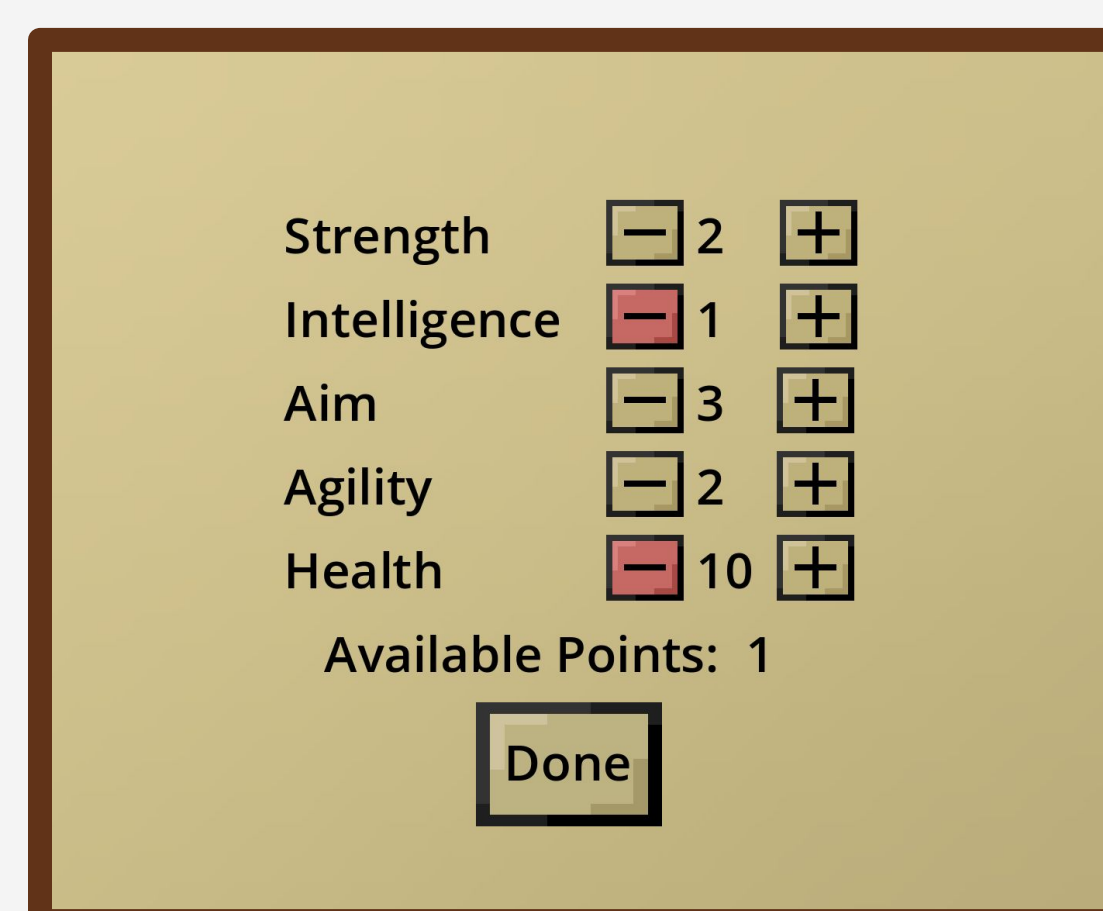 Strength − 2 +
Intelligence − 1 +
Aim − 3 +
Agility − 2 +
Health − 10 +
Available Points: 1
Done